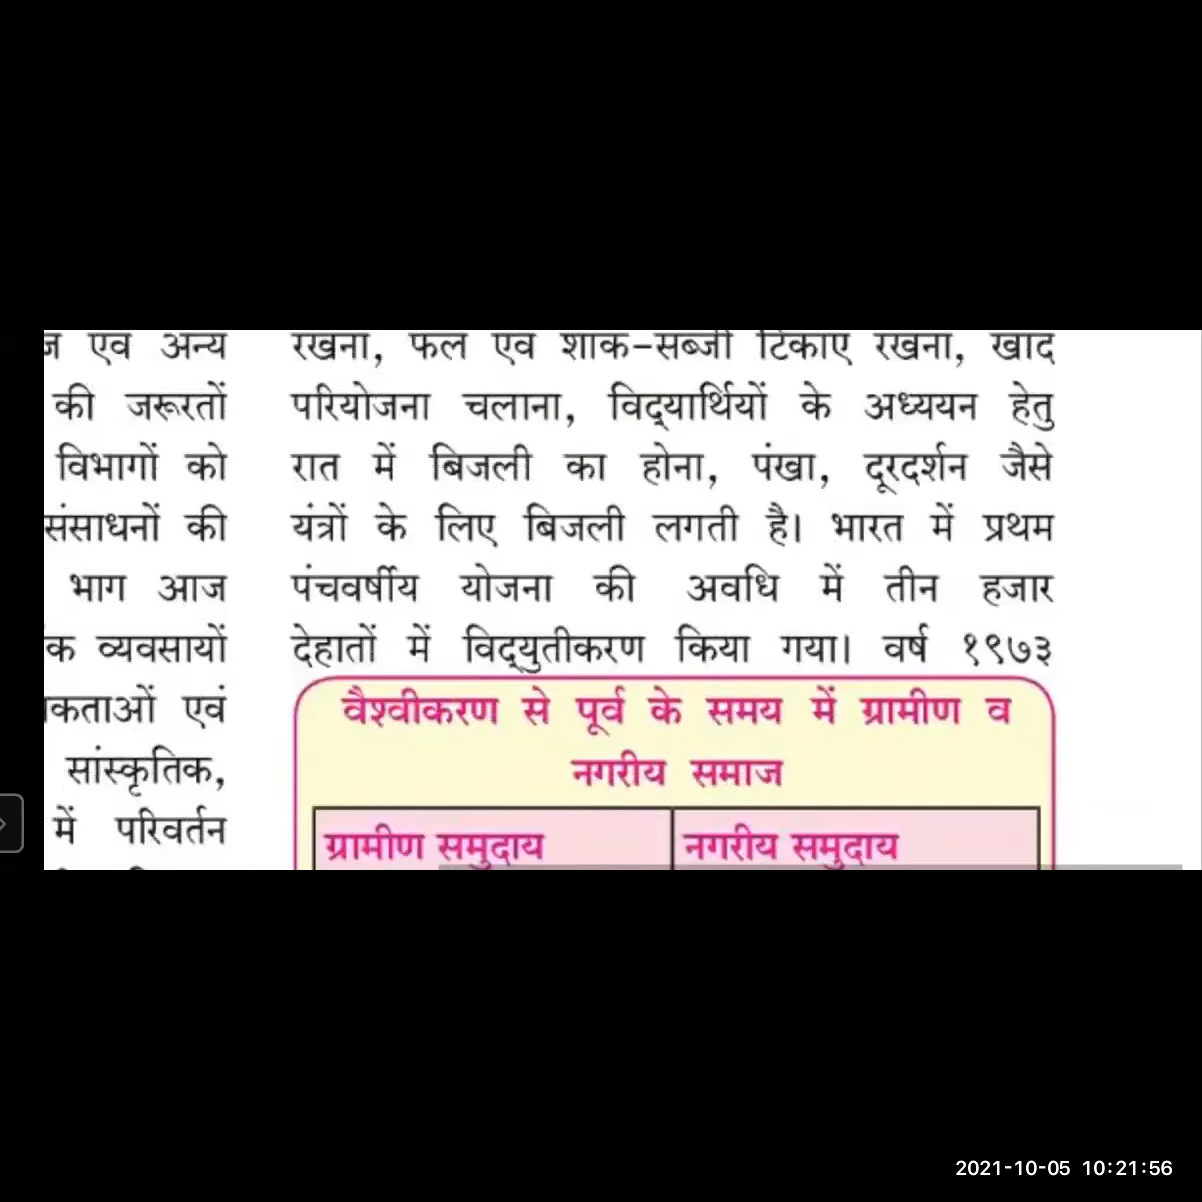 एवं अन्य
की जरूरतों
विभागों को
संसाधनों की
भाग आज
व्यवसायों
एवं
सांस्कृतिक,
में परिवर्तन
रखना, फल एवं शाक-सब्जी टिकाए रखना, खाद
परियोजना चलाना, विद्यार्थियों के अध्ययन हेतु
रात में बिजली का होना, पंखा, दूरदर्शन जैसे
यंत्रों के लिए बिजली लगती है। भारत में प्रथम
पंचवर्षीय योजना की अवधि में तीन हजार
देहातों में विद्युतीकरण किया गया। वर्ष १९७३
वैश्वीकरण से पूर्व के समय में ग्रामीण व
नगरीय समाज
ग्रामीण समुदाय
नगरीय समुदाय
2021-10-05 10:21:56